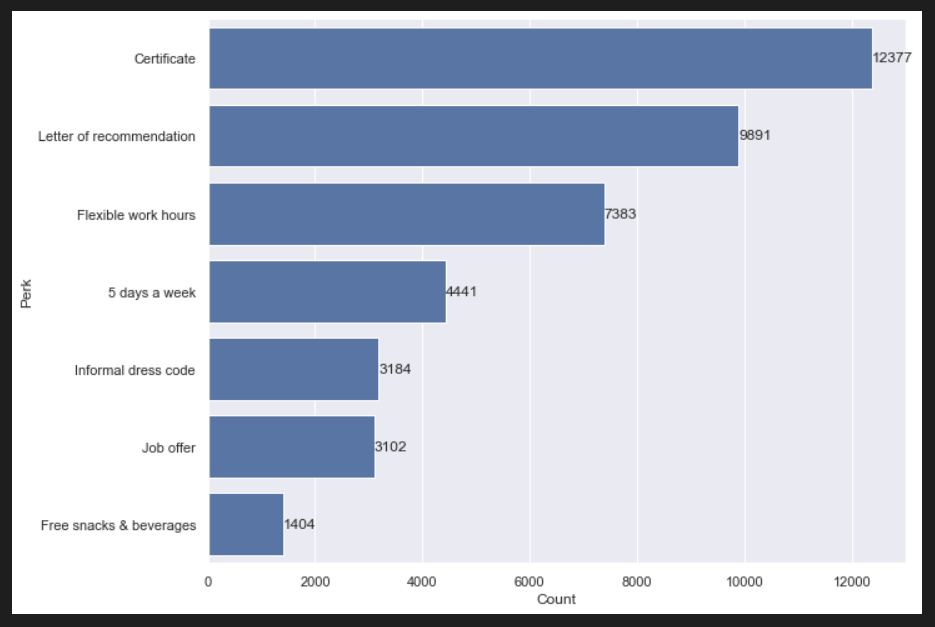 Certificate
12377
Letter of recommendation
9891
Flexible work hours
7383
Perk
5 days a week
4441
Informal dress code
3184
Job offer
3102
Free snacks & beverages
1404
0 2000 4000 6000 8000 10000 12000
Count